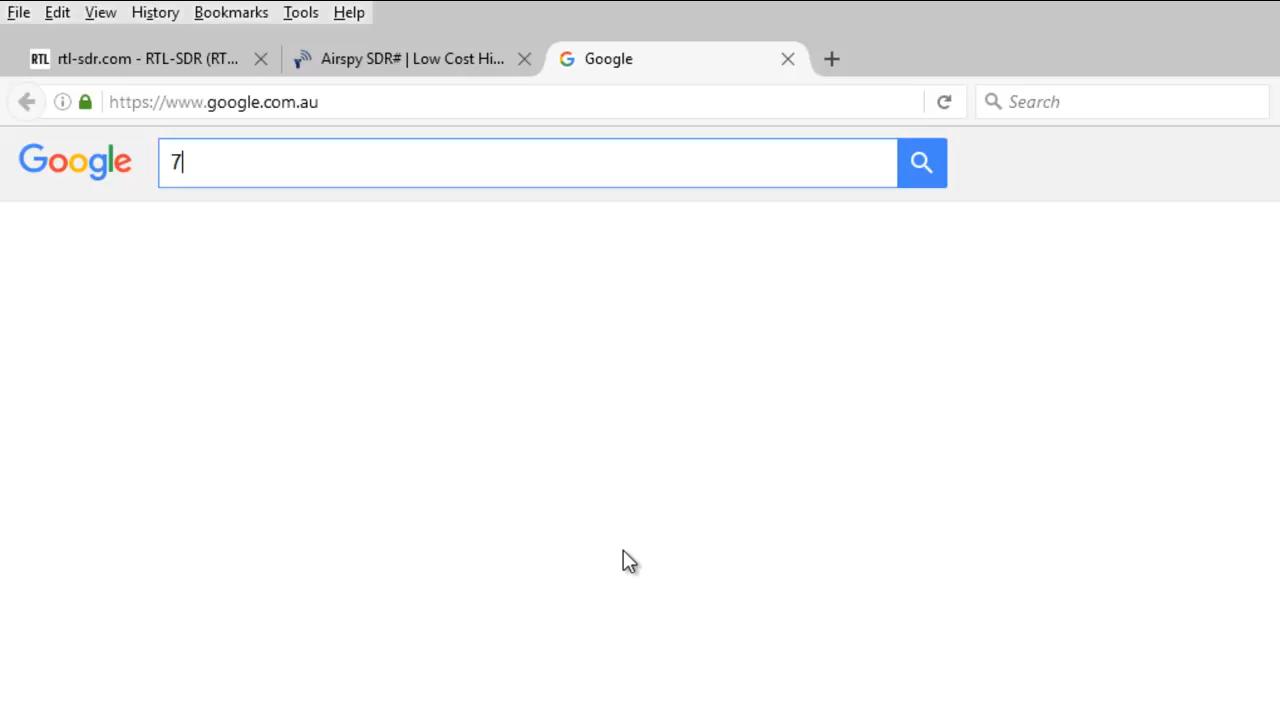 File Edit View History Bookmarks Tools Help
RTL rtl-sdr.com - RTL-SDR (RT... Airspy SDR# | Low Cost Hi... Google
https://www.google.com.au Search
Google 7